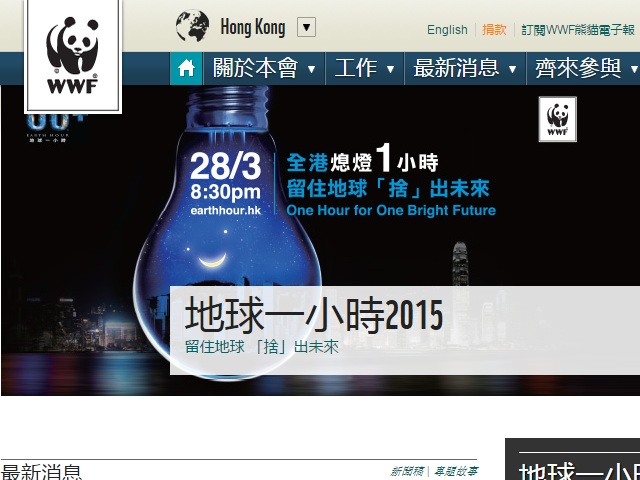 Hong Kong
English 捐款 訂閱WWF熊貓電子報
WWF
關於本會 工作 最新消息 齊來參與
EARTH HOUR
地球一小時
WWF
28/3
8:30pm
earthhour.hk
全港熄燈1小時
留住地球「捨」出未來
One Hour for One Bright Future
地球一小時2015
留住地球 「捨」出未來
最新消息
新聞稿 | 專題故事
地球一小時